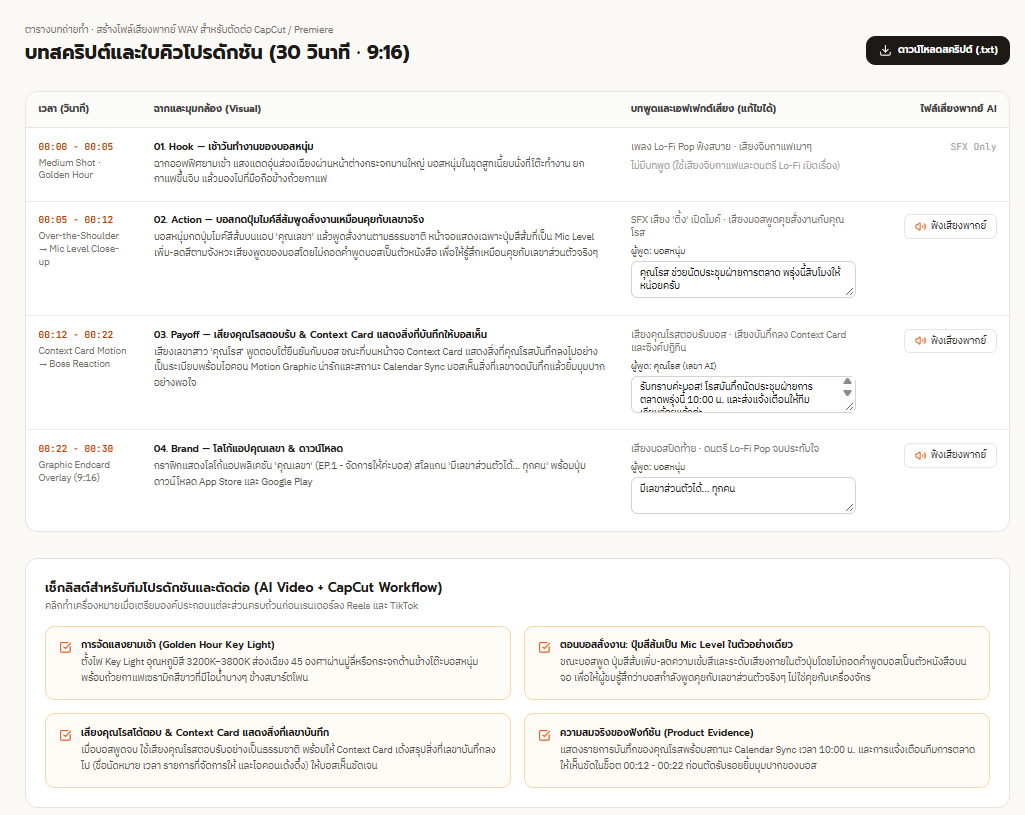 ตารางบทถ่ายทำ · สร้างไฟล์เสียงพากย์ WAV สำหรับตัดต่อ CapCut / Premiere
บทสคริปต์และใบคิวโปรดักชัน (30 วินาที · 9:16)
ดาวน์โหลดสคริปต์ (.txt)
เวลา (วินาที)
ฉากและมุมกล้อง (Visual)
บทพูดและเอฟเฟกต์เสียง (แก้ไขได้)
ไฟล์เสียงพากย์ AI
00:00 - 00:05
Medium Shot ·
Golden Hour
01. Hook — เช้าวันทำงานของบอสหนุ่ม
ฉากออฟฟิศยามเช้า แสงแดดอุ่นส่องเฉียงผ่านหน้าต่างกระจกบานใหญ่ บอสหนุ่มในชุดสูทเนี้ยบนั่งที่โต๊ะทำงาน ยก
กาแฟขึ้นจิบ แล้วมองไปที่มือถือข้างถ้วยกาแฟ
เพลง Lo-Fi Pop ฟังสบาย · เสียงจิบกาแฟเบาๆ
ไม่มีบทพูด (ใช้เสียงจิบกาแฟและดนตรี Lo-Fi เปิดเรื่อง)
SFX Only
00:05 - 00:12
Over-the-Shoulder
→ Mic Level Close-
up
02. Action — บอสกดปุ่มไมค์สีส้มพูดสั่งงานเหมือนคุยกับเลขาจริง
บอสหนุ่มกดปุ่มไมค์สีส้มบนแอป 'คุณเลขา' แล้วพูดสั่งงานตามธรรมชาติ หน้าจอแสดงเฉพาะปุ่มสีส้มที่เป็น Mic Level
เพิ่ม-ลดสีตามจังหวะเสียงพูดของบอสโดยไม่ถอดคำพูดบอสเป็นตัวหนังสือ เพื่อให้รู้สึกเหมือนคุยกับเลขาส่วนตัวจริงๆ
SFX เสียง 'ติ๊ง' เปิดไมค์ · เสียงบอสพูดคุยสั่งงานกับคุณ
โรส
ผู้พูด: บอสหนุ่ม
คุณโรส ช่วยนัดประชุมฝ่ายการตลาด พรุ่งนี้สิบโมงให้
หน่อยครับ
ฟังเสียงพากย์
00:12 - 00:22
Context Card Motion
→ Boss Reaction
03. Payoff — เสียงคุณโรสตอบรับ & Context Card แสดงสิ่งที่บันทึกให้บอสเห็น
เสียงเลขาสาว 'คุณโรส' พูดตอบโต้ยืนยันกับบอส ขณะที่บนหน้าจอ Context Card แสดงสิ่งที่คุณโรสบันทึกลงไปอย่าง
เป็นระเบียบพร้อมไอคอน Motion Graphic น่ารักและสถานะ Calendar Sync บอสเห็นสิ่งที่เลขาจดบันทึกแล้วยิ้มมุมปาก
อย่างพอใจ
เสียงคุณโรสตอบรับบอส · เสียงบันทึกลง Context Card
และซิงค์ปฏิทิน
ผู้พูด: คุณโรส (เลขา AI)
รับทราบค่ะบอส! โรสบันทึกนัดประชุมฝ่ายการ
ตลาดพรุ่งนี้ 10:00 น. และส่งแจ้งเตือนให้ทีม
ฟังเสียงพากย์
00:22 - 00:30
Graphic Endcard
Overlay (9:16)
04. Brand — โลโก้แอปคุณเลขา & ดาวน์โหลด
กราฟิกแสดงโลโก้แอปพลิเคชัน 'คุณเลขา' (EP.1 - จัดการให้ค่ะบอส) สโลแกน 'มีเลขาส่วนตัวได้... ทุกคน' พร้อมปุ่ม
ดาวน์โหลด App Store และ Google Play
เสียงบอสปิดท้าย · ดนตรี Lo-Fi Pop จบประทับใจ
ผู้พูด: บอสหนุ่ม
มีเลขาส่วนตัวได้... ทุกคน
ฟังเสียงพากย์
เช็กลิสต์สำหรับทีมโปรดักชันและตัดต่อ (AI Video + CapCut Workflow)
คลิกทำเครื่องหมายเมื่อเตรียมองค์ประกอบแต่ละส่วนครบถ้วนก่อนเรนเดอร์ลง Reels และ TikTok
การจัดแสงยามเช้า (Golden Hour Key Light)
ตั้งไฟ Key Light อุณหภูมิสี 3200K–3800K ส่องเฉียง 45 องศาผ่านมู่ลี่หรือกระจกด้านข้างโต๊ะบอสหนุ่ม
พร้อมถ้วยกาแฟเซรามิกสีขาวที่มีไอน้ำบางๆ ข้างสมาร์ตโฟน
ตอนบอสสั่งงาน: ปุ่มสีส้มเป็น Mic Level ในตัวอย่างเดียว
ขณะบอสพูด ปุ่มสีส้มเพิ่ม-ลดความเข้มสีและระดับเสียงภายในตัวปุ่มโดยไม่ถอดคำพูดบอสเป็นตัวหนังสือบน
จอ เพื่อให้ผู้ชมรู้สึกว่าบอสกำลังพูดคุยกับเลขาส่วนตัวจริงๆ ไม่ใช่คุยกับเครื่องจักร
เสียงคุณโรสโต้ตอบ & Context Card แสดงสิ่งที่เลขาบันทึก
เมื่อบอสพูดจบ ใช้เสียงคุณโรสตอบรับอย่างเป็นธรรมชาติ พร้อมให้ Context Card เด้งสรุปสิ่งที่เลขาบันทึกลง
ไป (ชื่อนัดหมาย เวลา รายการที่จัดการให้ และไอคอนเด้งดึ๋ง) ให้บอสเห็นชัดเจน
ความสมจริงของฟังก์ชัน (Product Evidence)
แสดงรายการบันทึกของคุณโรสพร้อมสถานะ Calendar Sync เวลา 10:00 น. และการแจ้งเตือนทีมการตลาด
ให้เห็นชัดในช็อต 00:12 - 00:22 ก่อนตัดรับรอยยิ้มมุมปากของบอส